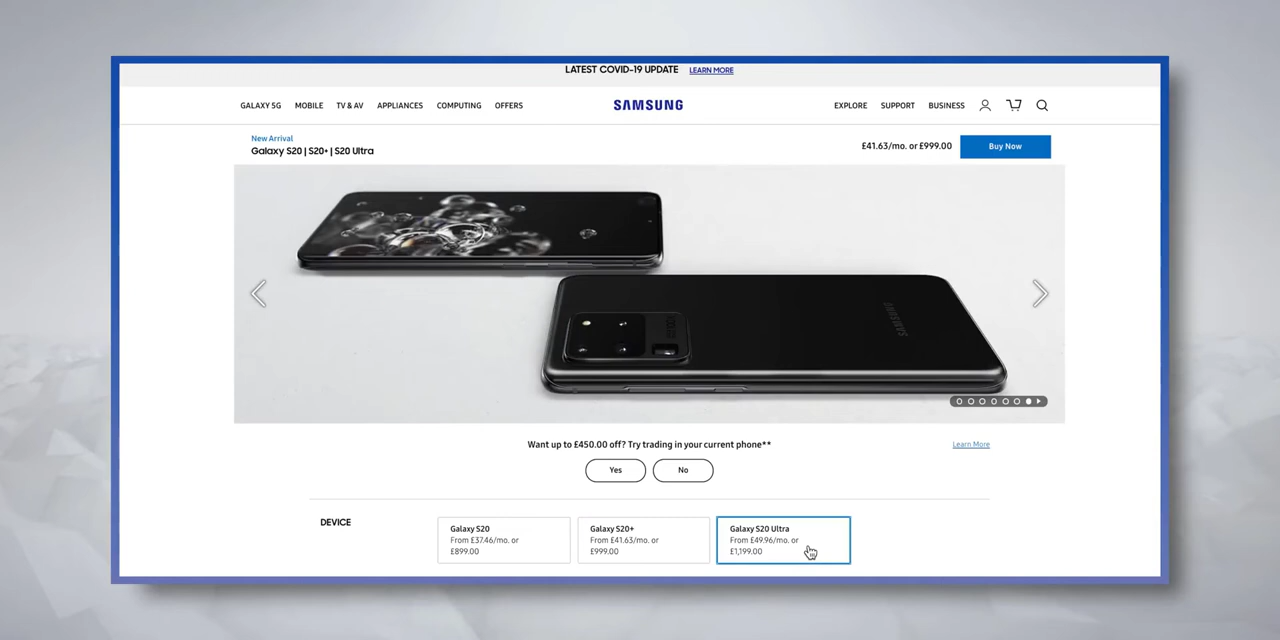 LATEST COVID-19 UPDATE LEARN MORE
GALAXY 5G MOBILE TV & AV APPLIANCES COMPUTING OFFERS SAMSUNG EXPLORE SUPPORT BUSINESS
New Arrival
Galaxy S20 | S20+ | S20 Ultra
£41.63/mo. or £999.00 Buy Now
SAMSUNG
Want up to £450.00 off? Try trading in your current phone** Learn More
Yes No
DEVICE
Galaxy S20
From £37.46/mo. or
£899.00
Galaxy S20+
From £41.63/mo. or
£999.00
Galaxy S20 Ultra
From £49.96/mo. or
£1,199.00